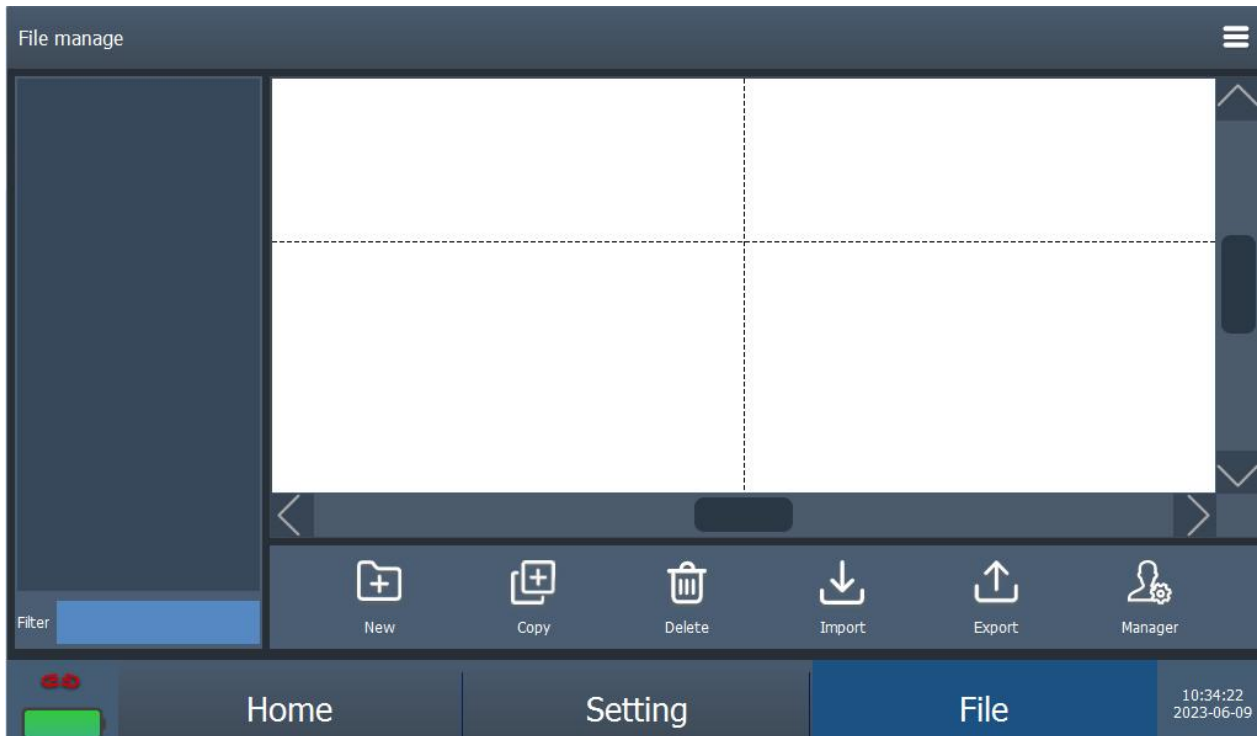 File manage
Filter
New
Copy
Delete
Import
Export
Manager
Home
Setting
File
10:34:22
2023-06-09